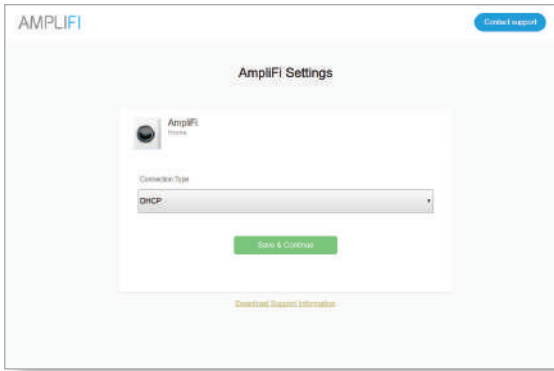 AMPLIFI
Contact support
AmpliFi Settings
AmpliFi
Home
Connection Type
DHCP
Save & Continue
Download Support Information